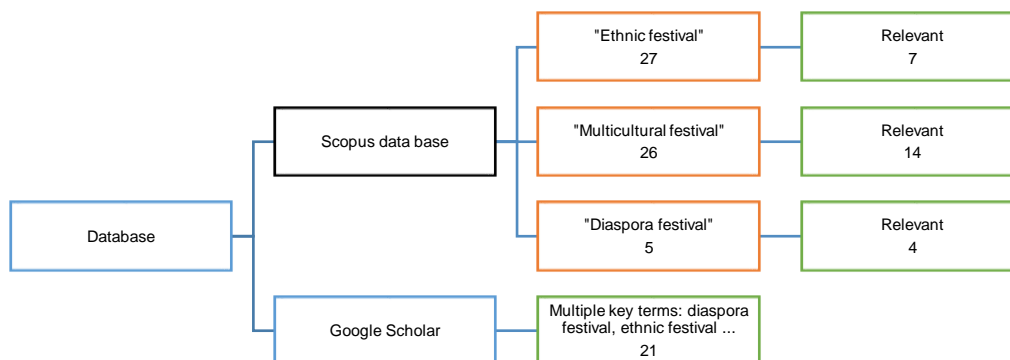 "Ethnic festival"
27
Relevant
7
Scopus data base
"Multicultural festival"
26
Relevant
14
Database
"Diaspora festival"
5
Relevant
4
Google Scholar
Multiple key terms: diaspora
festival, ethnic festival ...
21